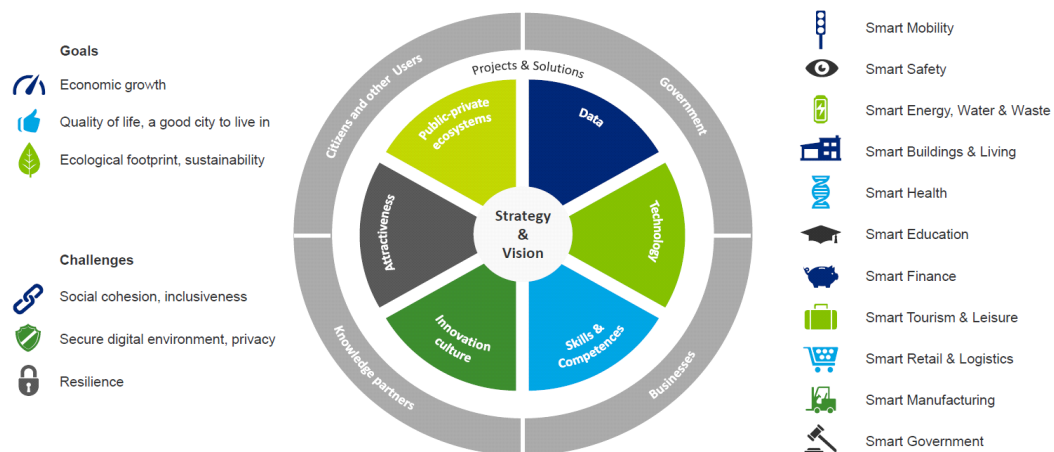 Goals
Economic growth
Quality of life, a good city to live in
Ecological footprint, sustainability
Challenges
Social cohesion, inclusiveness
Secure digital environment, privacy
Resilience
Citizens and other Users
Government
Businesses
Knowledge partners
Projects & Solutions
Public-private
ecosystems
Data
Technology
Skills &
Competences
Innovation
culture
Attractiveness
Strategy
&
Vision
Smart Mobility
Smart Safety
Smart Energy, Water & Waste
Smart Buildings & Living
Smart Health
Smart Education
Smart Finance
Smart Tourism & Leisure
Smart Retail & Logistics
Smart Manufacturing
Smart Government